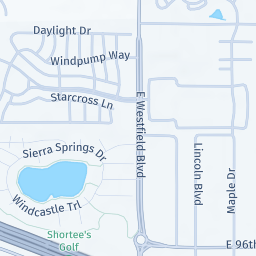 Daylight Dr
Windpump Way
Starcross Ln
E Westfield Blvd
Sierra Springs Dr
Lincoln Blvd
Maple Dr
Windcastle Trl
Shortee's
Golf
E 96th